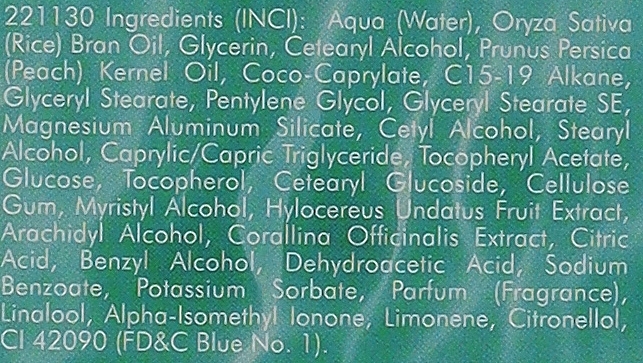 221130 Ingredients (INCI): Aqua (Water), Oryza Sativa
(Rice) Bran Oil, Glycerin, Cetearyl Alcohol, Prunus Persica
(Peach) Kernel Oil, Coco-Caprylate, C15-19 Alkane,
Glyceryl Stearate, Pentylene Glycol, Glyceryl Stearate SE,
Magnesium Aluminum Silicate, Cetyl Alcohol, Stearyl
Alcohol, Caprylic/Capric Triglyceride, Tocopheryl Acetate,
Glucose, Tocopherol, Cetearyl Glucoside, Cellulose
Gum, Myristyl Alcohol, Hylocereus Undatus Fruit Extract,
Arachidyl Alcohol, Corallina Officinalis Extract, Citric
Acid, Benzyl Alcohol, Dehydroacetic Acid, Sodium
Benzoate, Potassium Sorbate, Parfum (Fragrance),
Linalool, Alpha-Isomethyl Ionone, Limonene, Citronellol,
CI 42090 (FD&C Blue No. 1).